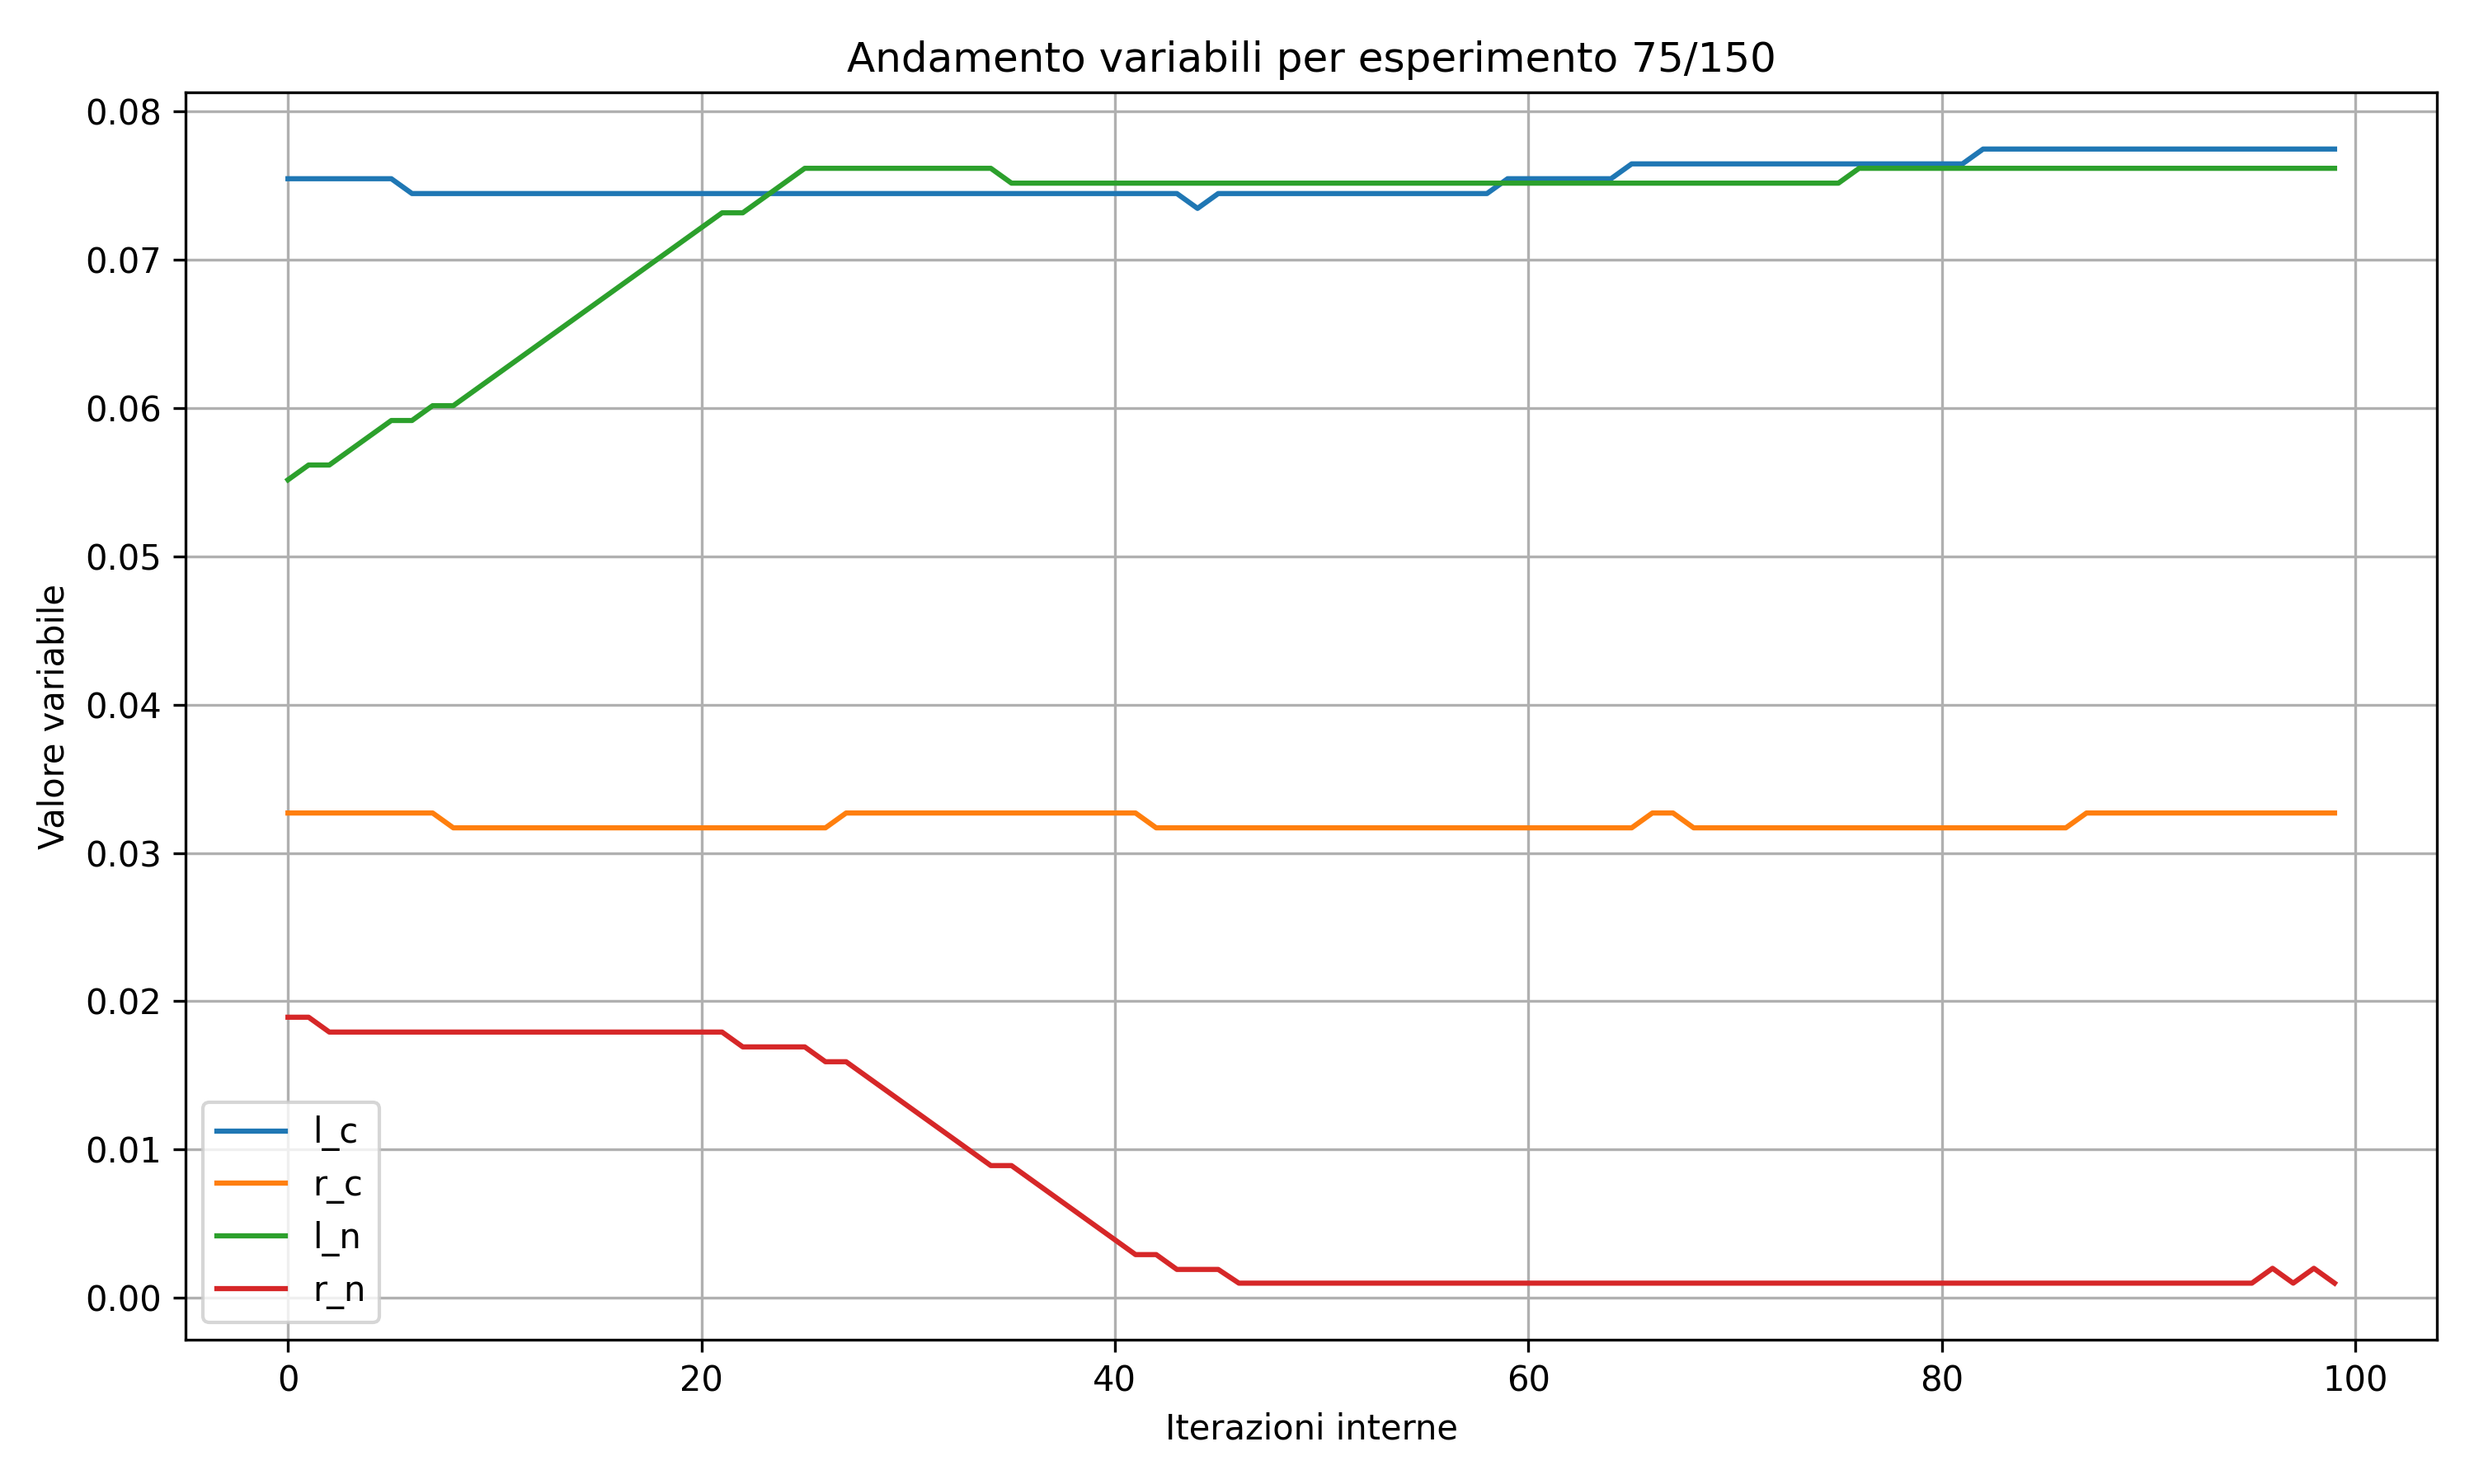 Andamento variabili per esperimento 75/150
Valore variabile
0.08
0.07
0.06
0.05
0.04
0.03
0.02
0.01
0.00
l_c
r_c
l_n
r_n
0 20 40 60 80 100
Iterazioni interne